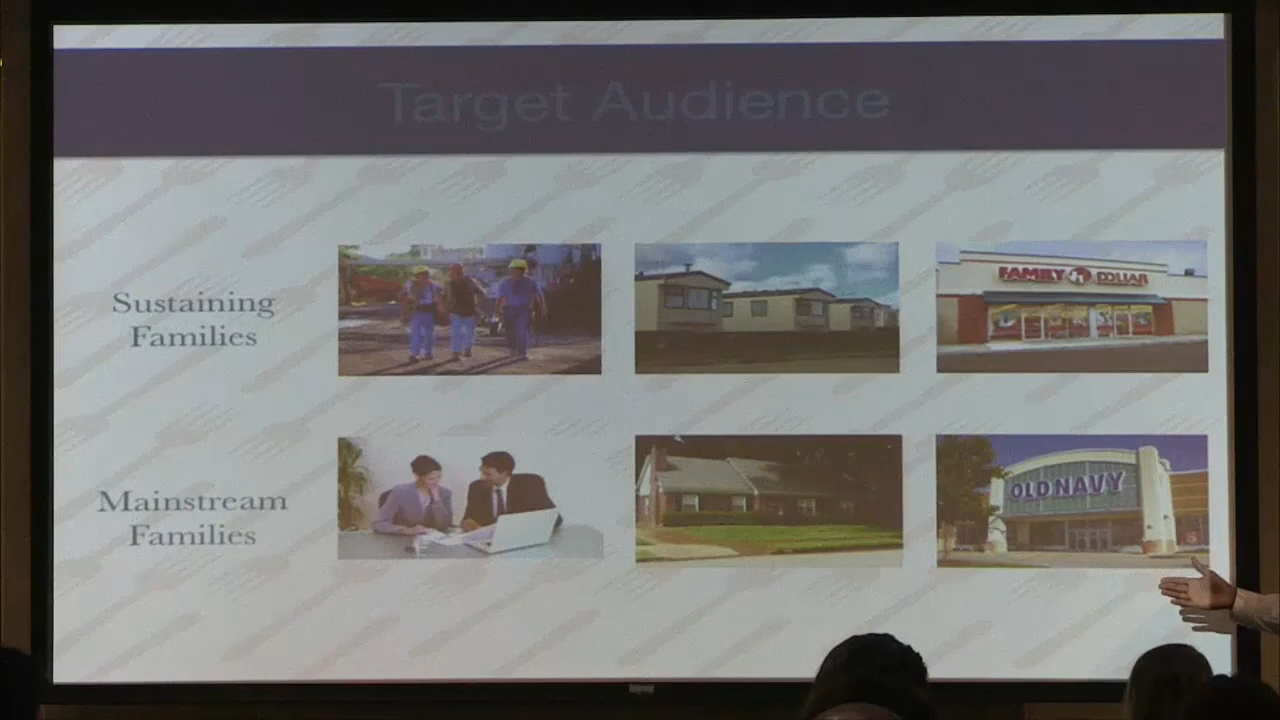 Target Audience
Sustaining
Families
FAMILY DOLLAR
Mainstream
Families
OLD NAVY